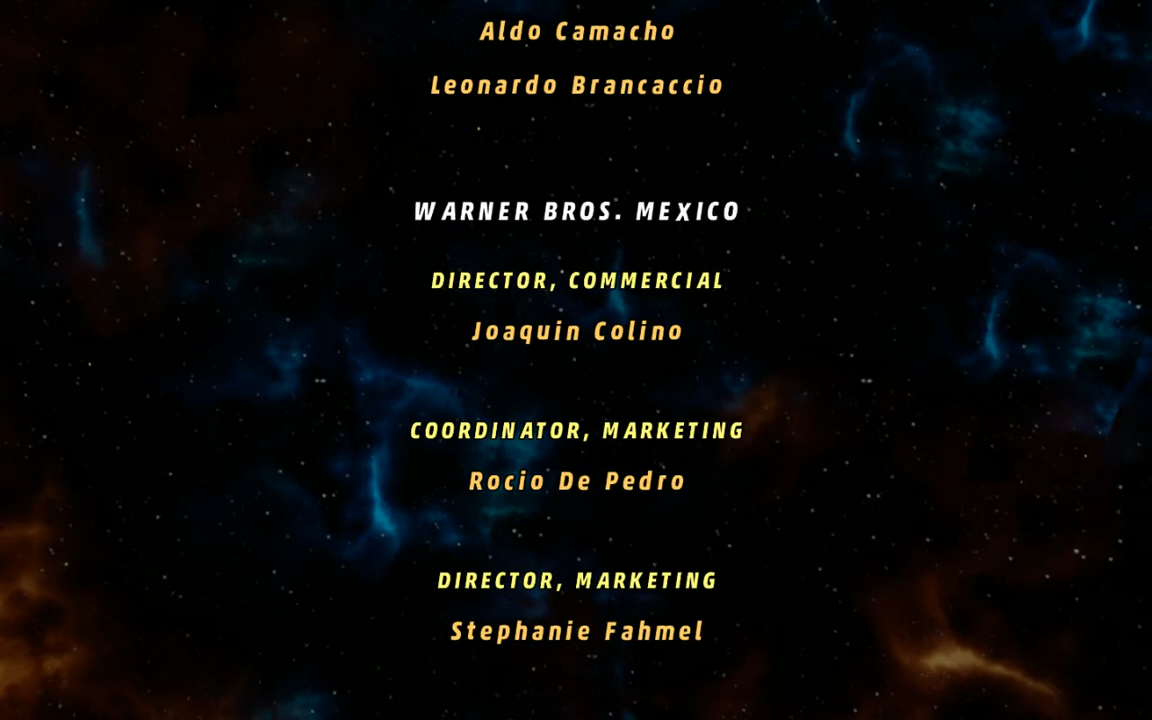 Aldo Camacho
Leonardo Brancaccio
WARNER BROS. MEXICO
DIRECTOR, COMMERCIAL
Joaquin Colino
COORDINATOR, MARKETING
Rocio De Pedro
DIRECTOR, MARKETING
Stephanie Fahmel